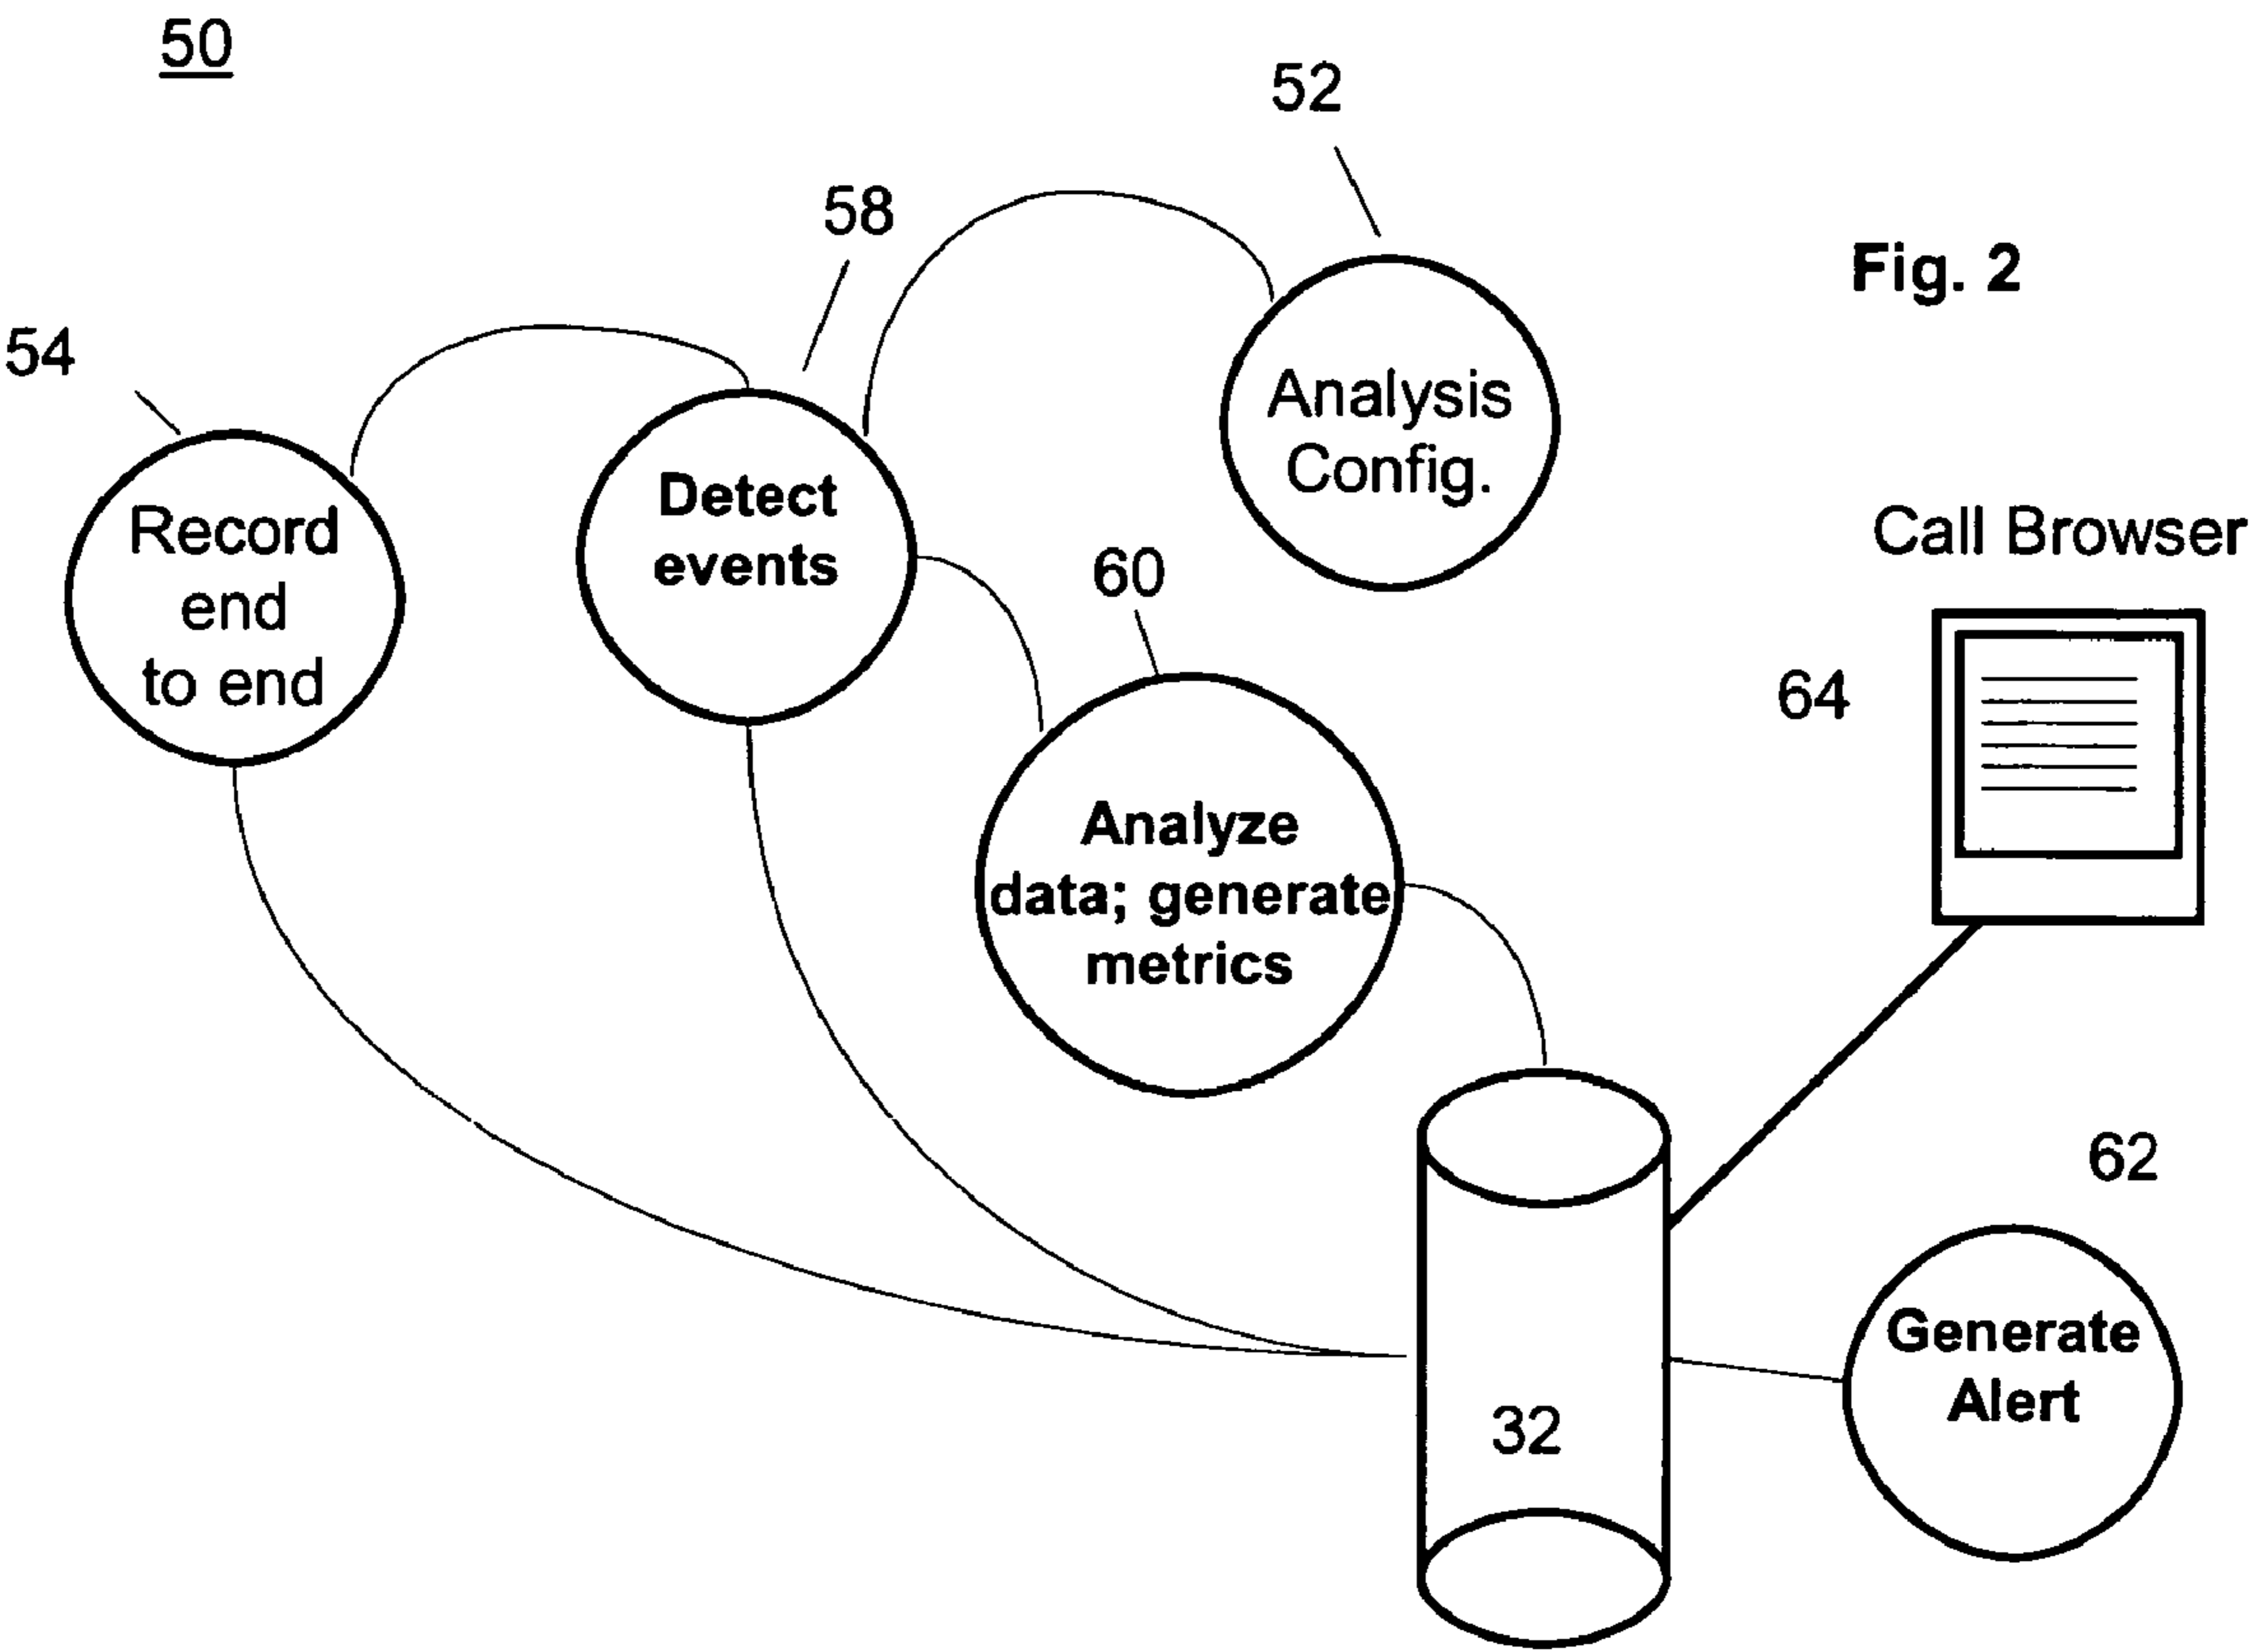 50
52
58
Fig. 2
54
Analysis
Config.
Detect
events
Record
end
to end
Call Browser
60
64
Analyze
data; generate
metrics
62
Generate
Alert
32